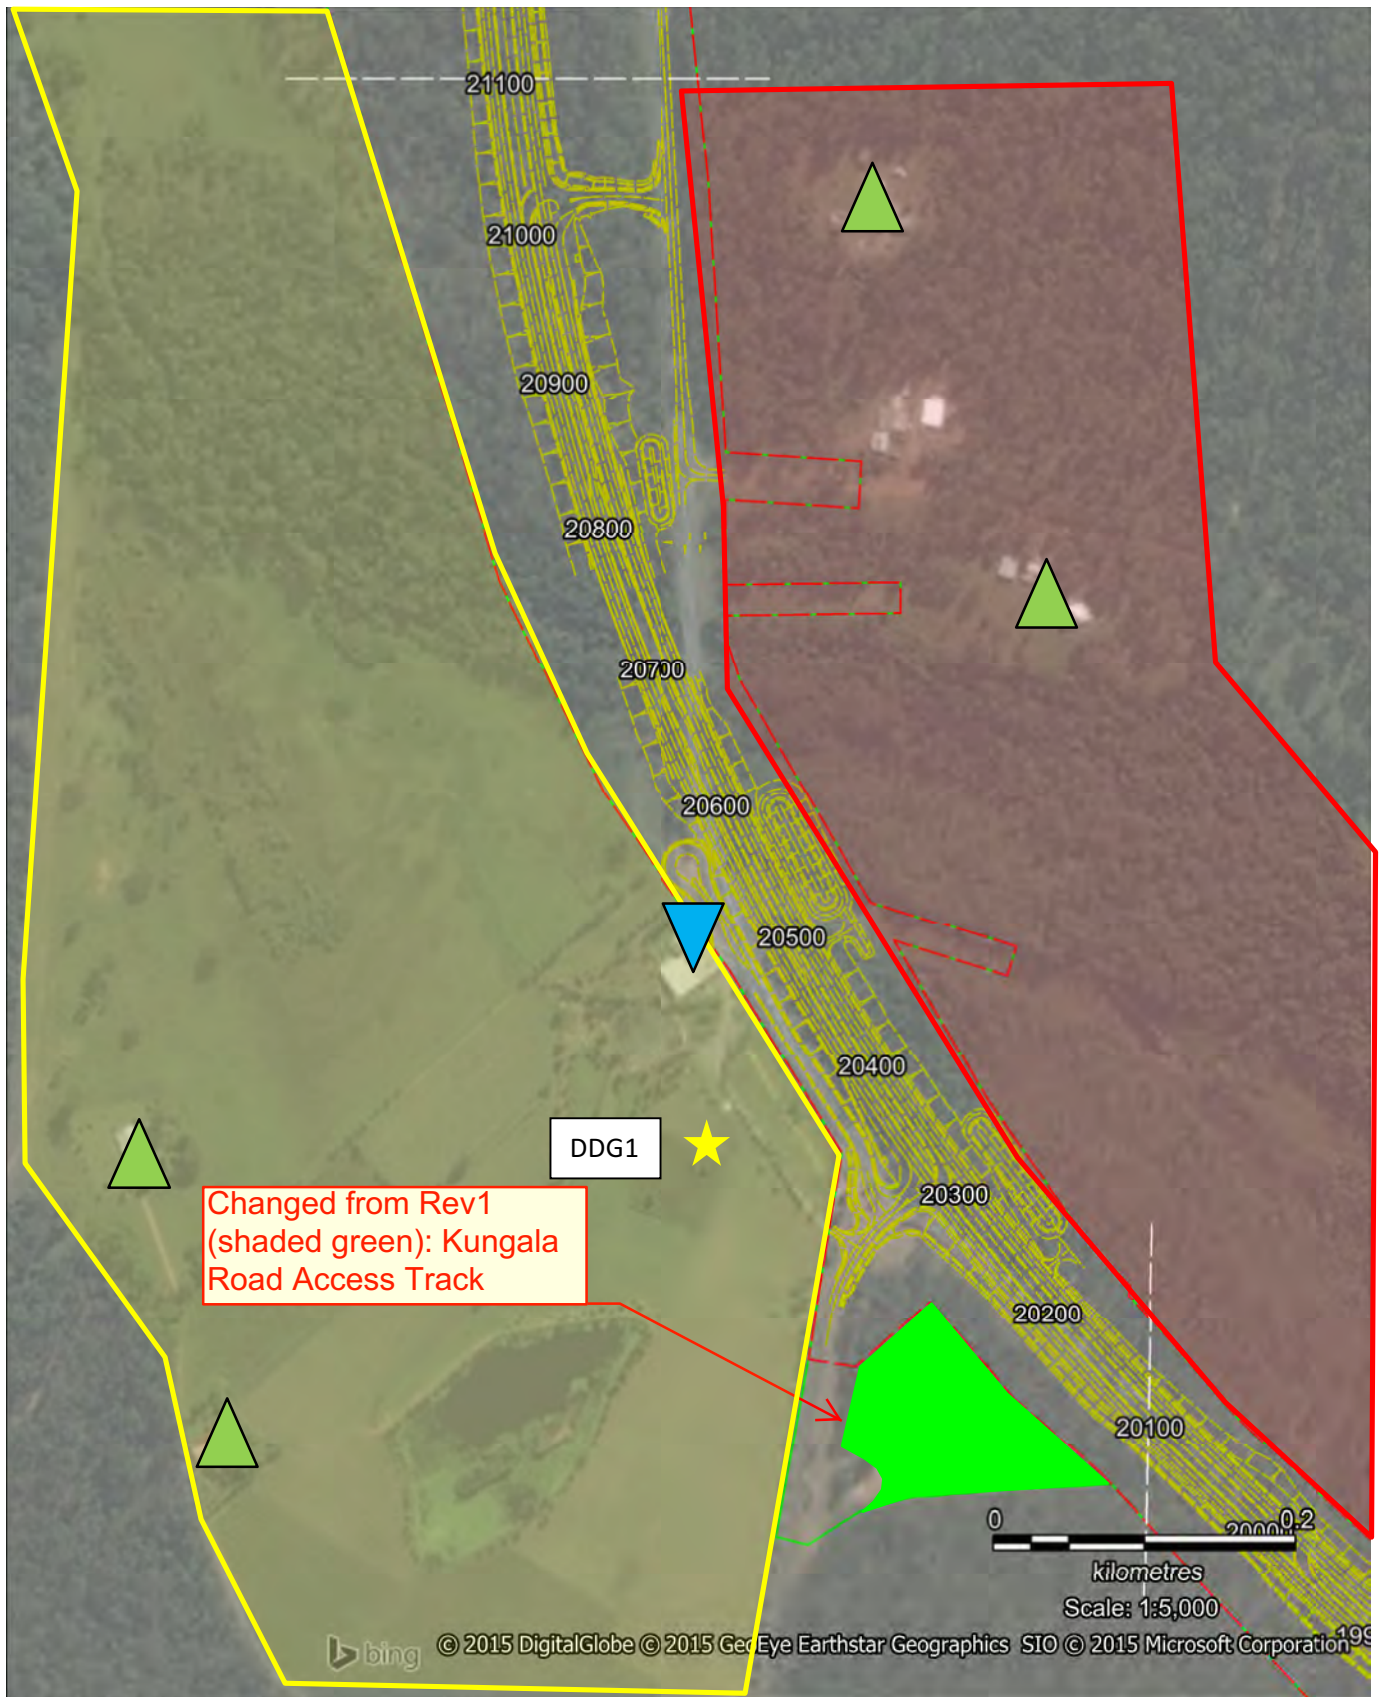 21100
21000
20900
20800
20700
20600
20500
20400
DDG1
Changed from Rev1
(shaded green): Kungala
Road Access Track
20300
20200
20100
0
0.2
20000
kilometres
Scale: 1:5,000
bing
© 2015 DigitalGlobe © 2015 GeoEye Earthstar Geographics SIO © 2015 Microsoft Corporation
199